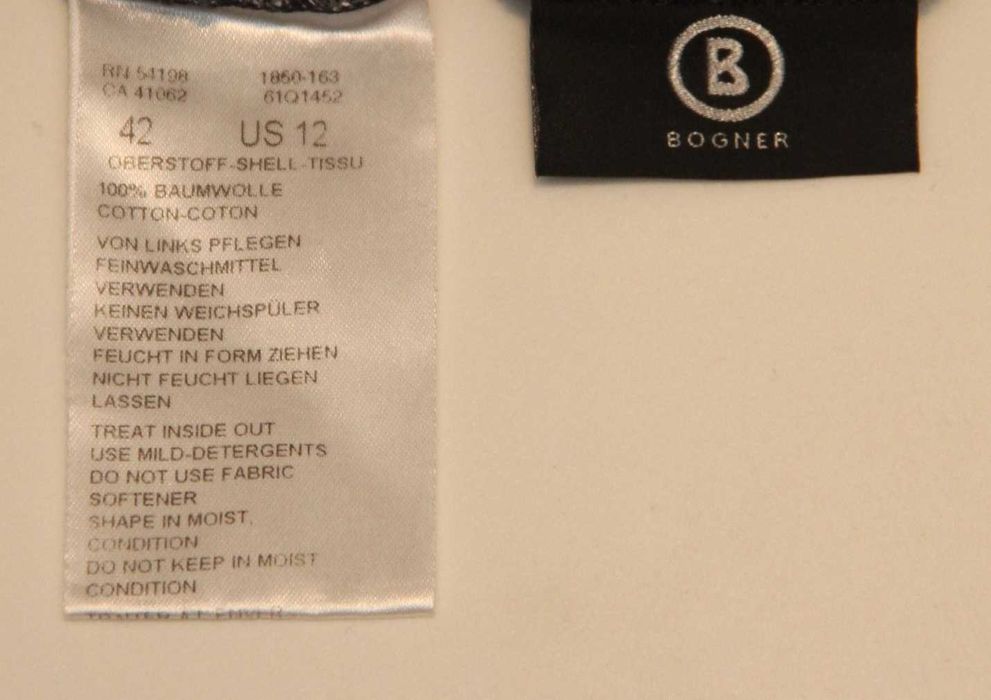 RN 54198 1850-163
CA 41062 61Q1452
42 US 12
OBERSTOFF-SHELL-TISSU
100% BAUMWOLLE
COTTON-COTON
VON LINKS PFLEGEN
FEINWASCHMITTEL
VERWENDEN
KEINEN WEICHSPÜLER
VERWENDEN
FEUCHT IN FORM ZIEHEN
NICHT FEUCHT LIEGEN
LASSEN
TREAT INSIDE OUT
USE MILD-DETERGENTS
DO NOT USE FABRIC
SOFTENER
SHAPE IN MOIST.
CONDITION
DO NOT KEEP IN MOIST
CONDITION
B
BOGNER